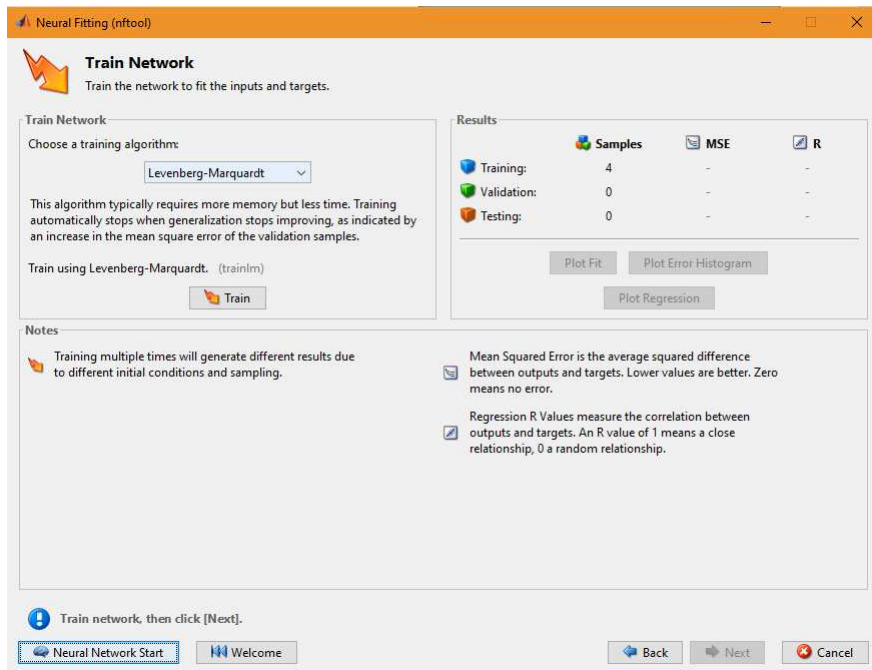 Neural Fitting (nftool)
Train Network
Train the network to fit the inputs and targets.
Train Network
Choose a training algorithm:
Levenberg-Marquardt
This algorithm typically requires more memory but less time. Training
automatically stops when generalization stops improving, as indicated by
an increase in the mean square error of the validation samples.
Train using Levenberg-Marquardt. (trainlm)
Train
Results
Samples MSE R
Training: 4 - -
Validation: 0 - -
Testing: 0 - -
Plot Fit Plot Error Histogram
Plot Regression
Notes
Training multiple times will generate different results due
to different initial conditions and sampling.
Mean Squared Error is the average squared difference
between outputs and targets. Lower values are better. Zero
means no error.
Regression R Values measure the correlation between
outputs and targets. An R value of 1 means a close
relationship, 0 a random relationship.
Train network, then click [Next].
Neural Network Start Welcome Back Next Cancel